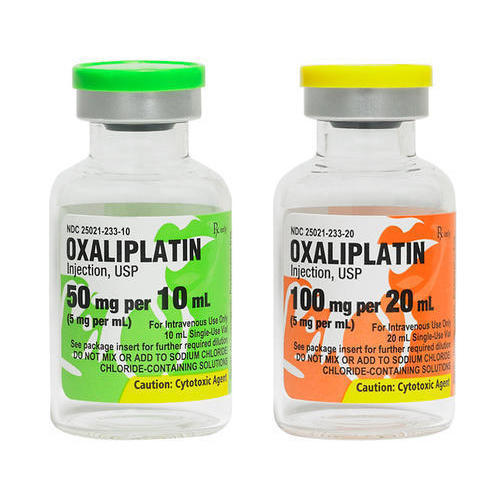 NDC 25021-233-10
Rx only
OXALIPLATIN
Injection, USP
50 mg per 10 mL
(5 mg per mL)
For Intravenous Use Only
10 mL Single-Use Vial
See package insert for further required dilution
DO NOT MIX OR ADD TO SODIUM CHLORIDE/
CHLORIDE-CONTAINING SOLUTIONS
Caution: Cytotoxic Agent
NDC 25021-233-20
Rx only
OXALIPLATIN
Injection, USP
100 mg per 20 mL
(5 mg per mL)
For Intravenous Use Only
20 mL Single-Use Vial
See package insert for further required dilution
DO NOT MIX OR ADD TO SODIUM CHLORIDE/
CHLORIDE-CONTAINING SOLUTIONS
Caution: Cytotoxic Agent